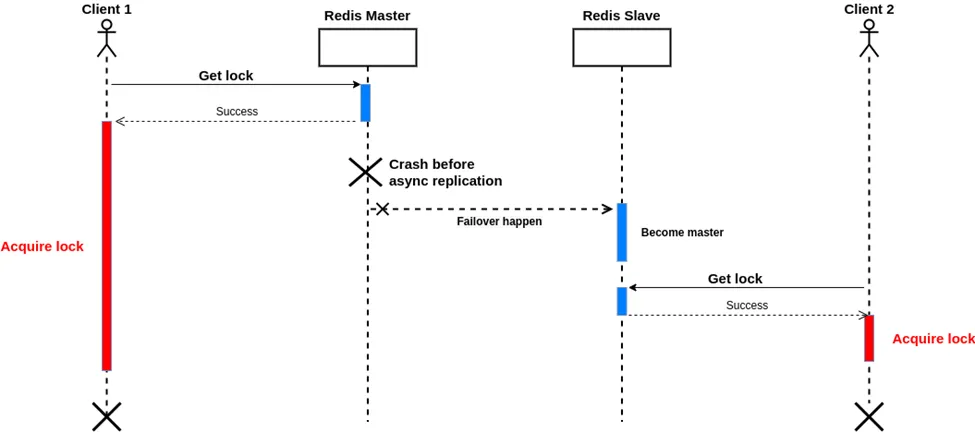 Client 1
Redis Master
Redis Slave
Client 2
Get lock
Success
Crash before
async replication
Failover happen
Become master
Acquire lock
Get lock
Success
Acquire lock